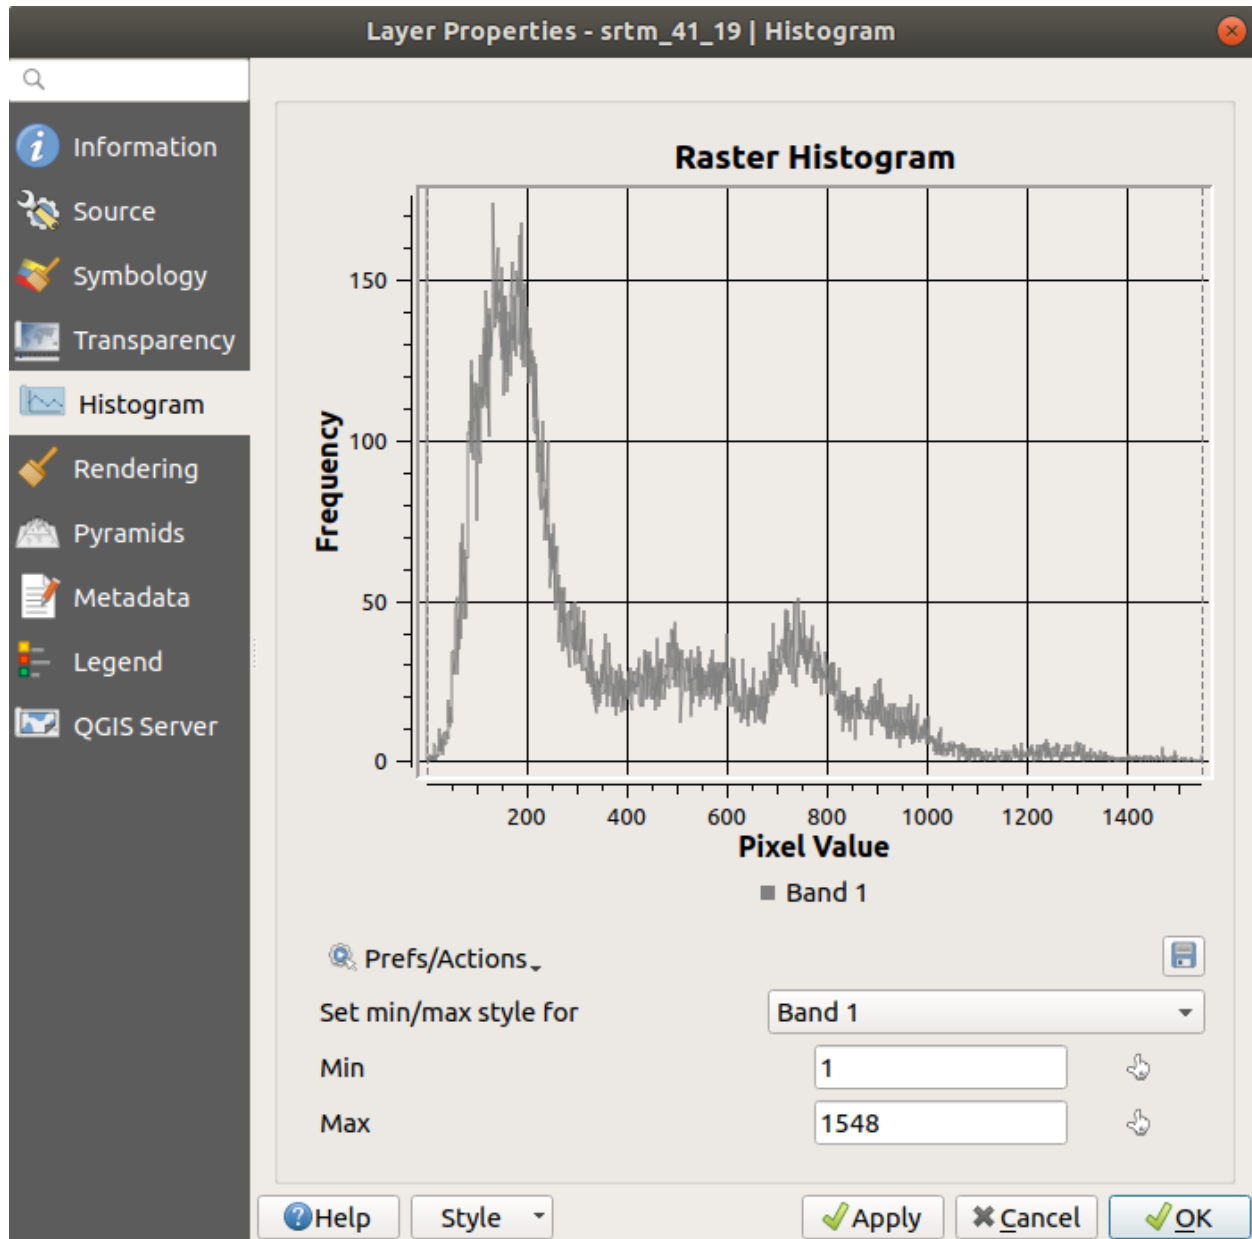 Layer Properties - srtm_41_19 | Histogram
Information
Source
Symbology
Transparency
Histogram
Rendering
Pyramids
Metadata
Legend
QGIS Server
Raster Histogram
150
100
50
0
Frequency
200 400 600 800 1000 1200 1400
Pixel Value
Band 1
Prefs/Actions
Set min/max style for Band 1
Min 1
Max 1548
Help Style Apply Cancel OK